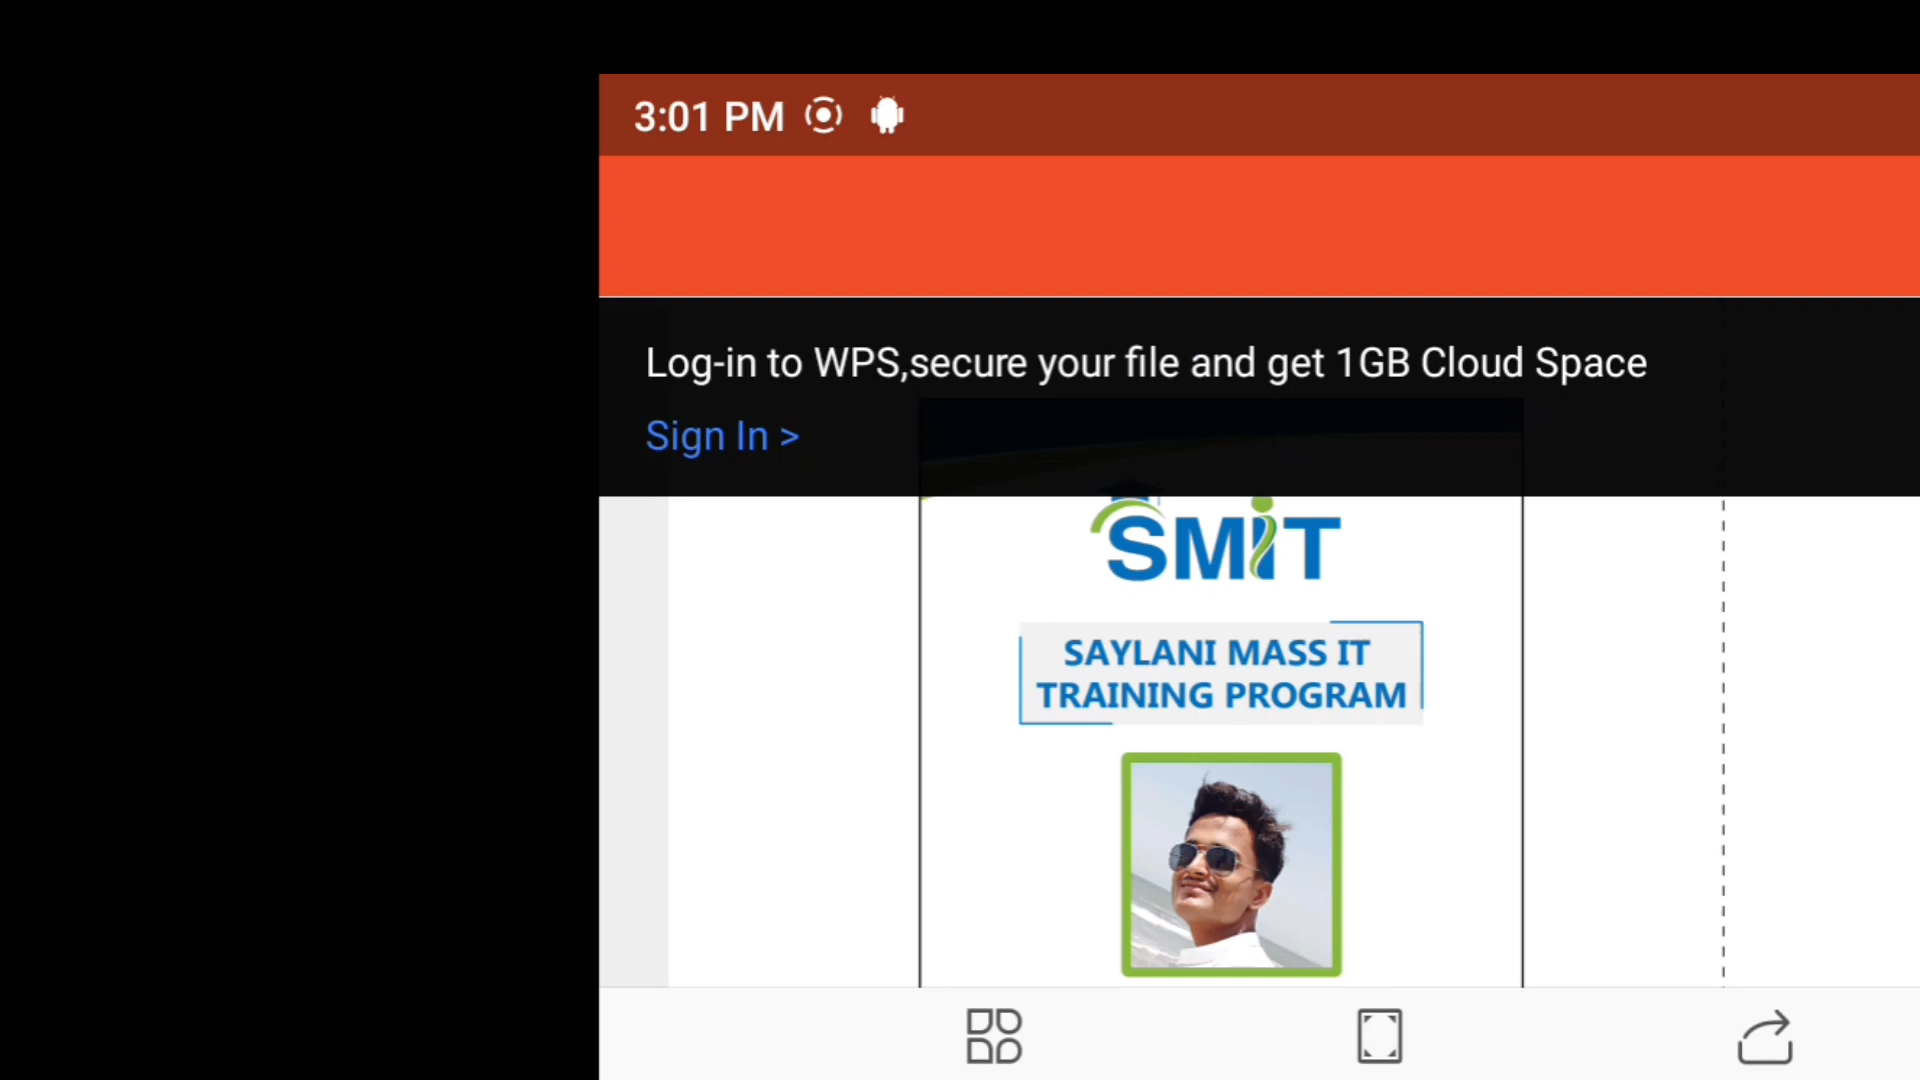 3:01 PM
Log-in to WPS,secure your file and get 1GB Cloud Space
Sign In >
SMIT
SAYLANI MASS IT
TRAINING PROGRAM